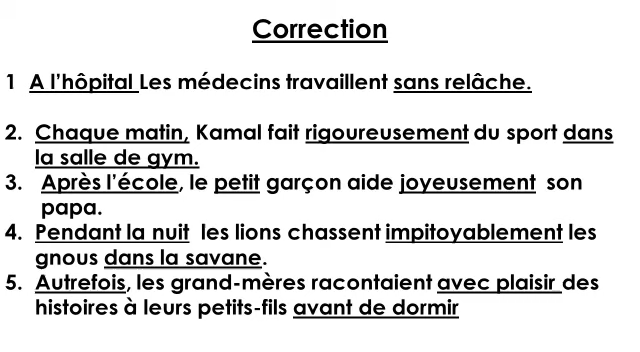 Correction
1 A l’hôpital Les médecins travaillent sans relâche.
2. Chaque matin, Kamal fait rigoureusement du sport dans
la salle de gym.
3. Après l’école, le petit garçon aide joyeusement son
papa.
4. Pendant la nuit les lions chassent impitoyablement les
gnous dans la savane.
5. Autrefois, les grand-mères racontaient avec plaisir des
histoires à leurs petits-fils avant de dormir